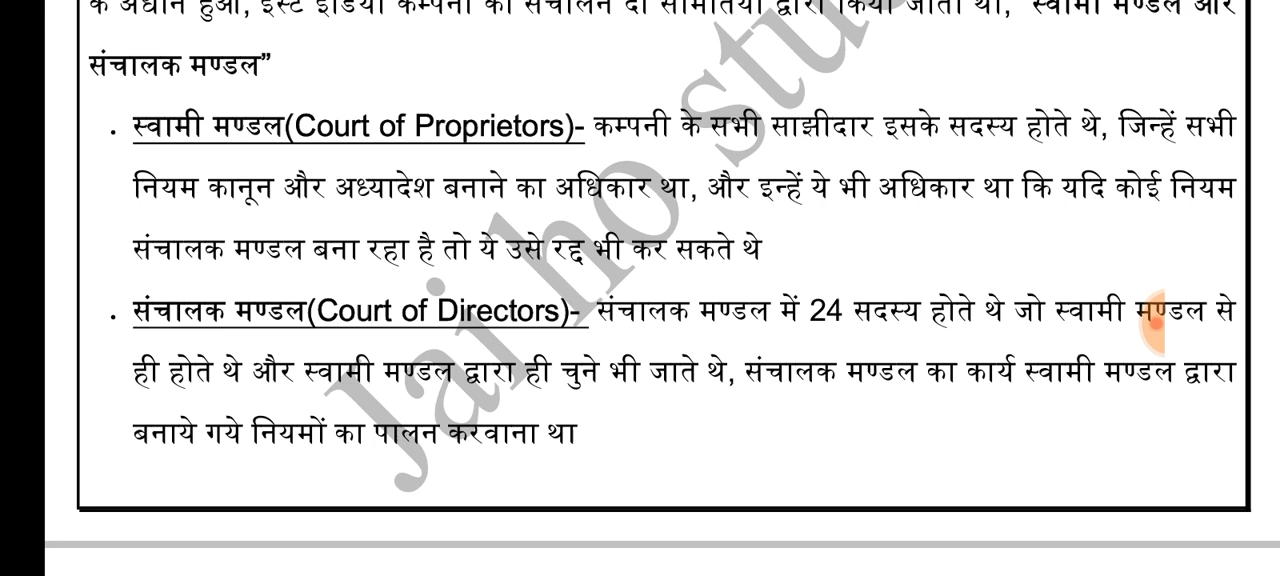 के अधीन हुआ, ईस्ट इंडिया कम्पनी का संचालन दो समितियों द्वारा किया जाता था, “स्वामी मण्डल और
संचालक मण्डल”
. स्वामी मण्डल(Court of Proprietors)- कम्पनी के सभी साझीदार इसके सदस्य होते थे, जिन्हें सभी
नियम कानून और अध्यादेश बनाने का अधिकार था, और इन्हें ये भी अधिकार था कि यदि कोई नियम
संचालक मण्डल बना रहा है तो ये उसे रद्द भी कर सकते थे
. संचालक मण्डल(Court of Directors)- संचालक मण्डल में 24 सदस्य होते थे जो स्वामी मण्डल से
ही होते थे और स्वामी मण्डल द्वारा ही चुने भी जाते थे, संचालक मण्डल का कार्य स्वामी मण्डल द्वारा
बनाये गये नियमों का पालन करवाना था
Jai ho stu